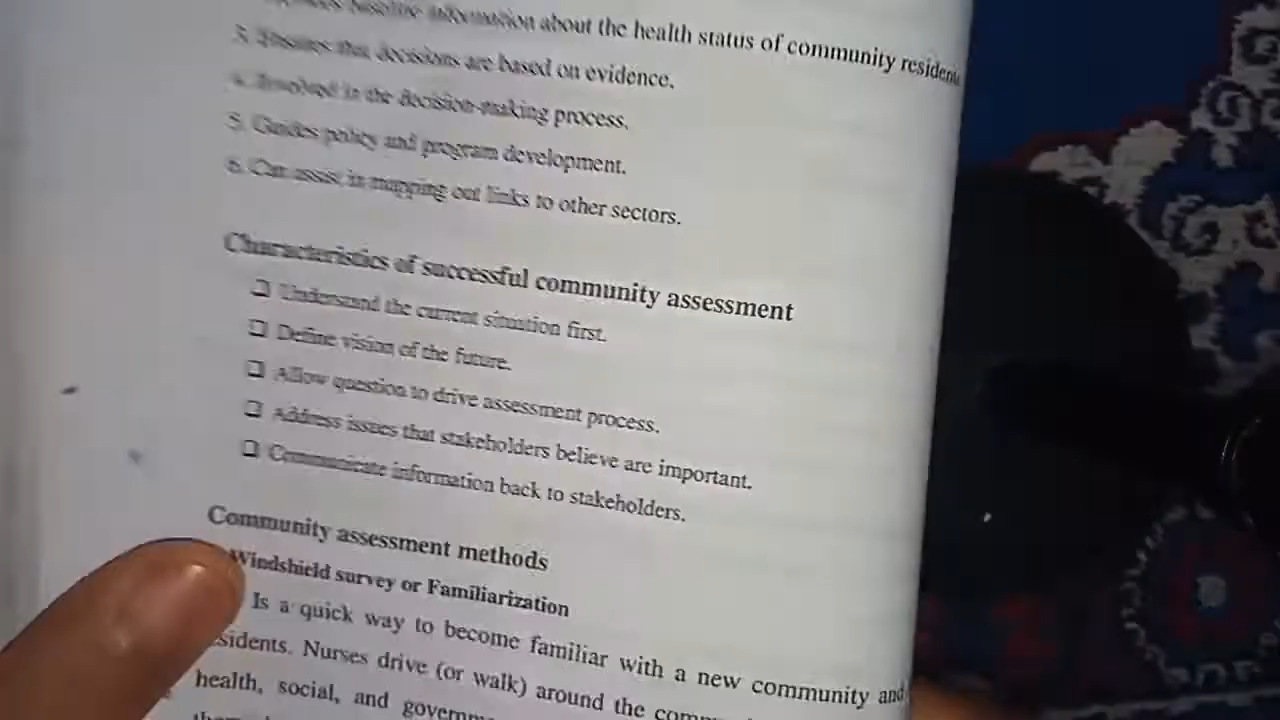 baseline information about the health status of community residents
3. Ensures that decisions are based on evidence.
4. Involved in the decision-making process.
5. Guides policy and program development.
6. Can assist in mapping out links to other sectors.
Characteristics of successful community assessment
❑ Understand the current situation first.
❑ Define vision of the future.
❑ Allow question to drive assessment process.
❑ Address issues that stakeholders believe are important.
❑ Communicate information back to stakeholders.
Community assessment methods
Windshield survey or Familiarization
Is a quick way to become familiar with a new community and
sidents. Nurses drive (or walk) around the
health, social, and